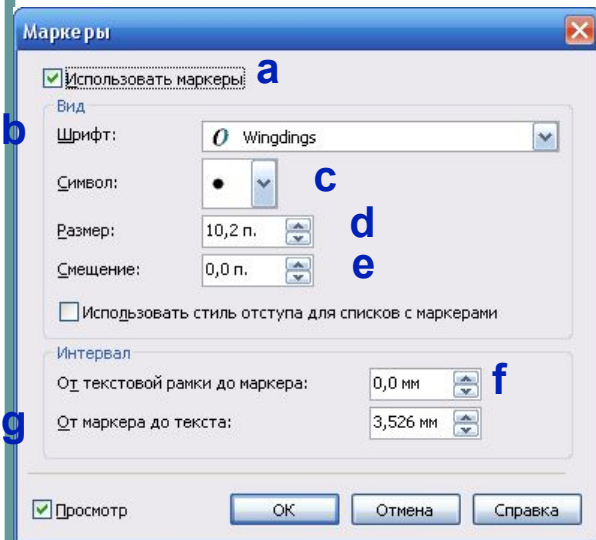 Маркеры
Использовать маркеры a
Вид
b Шрифт: O Wingdings
Символ: c
Размер: 10,2 п. d
Смещение: 0,0 п. e
Использовать стиль отступа для списков с маркерами
Интервал
От текстовой рамки до маркера: 0,0 мм f
g От маркера до текста: 3,526 мм
Просмотр ОК Отмена Справка